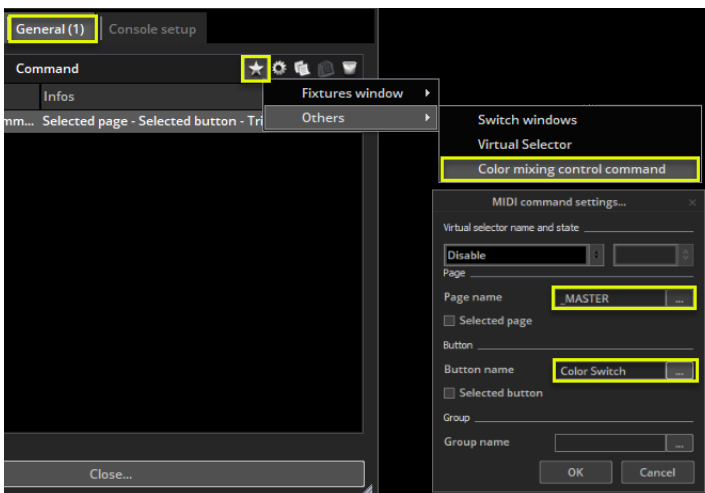 General (1)
Console setup
Command
Infos
mm... Selected page - Selected button - Tri
Fixtures window
Others
Switch windows
Virtual Selector
Color mixing control command
MIDI command settings...
Virtual selector name and state
Disable
Page
Page name
_MASTER
...
Selected page
Button
Button name
Color Switch
...
Selected button
Group
Group name
...
OK
Cancel
Close...